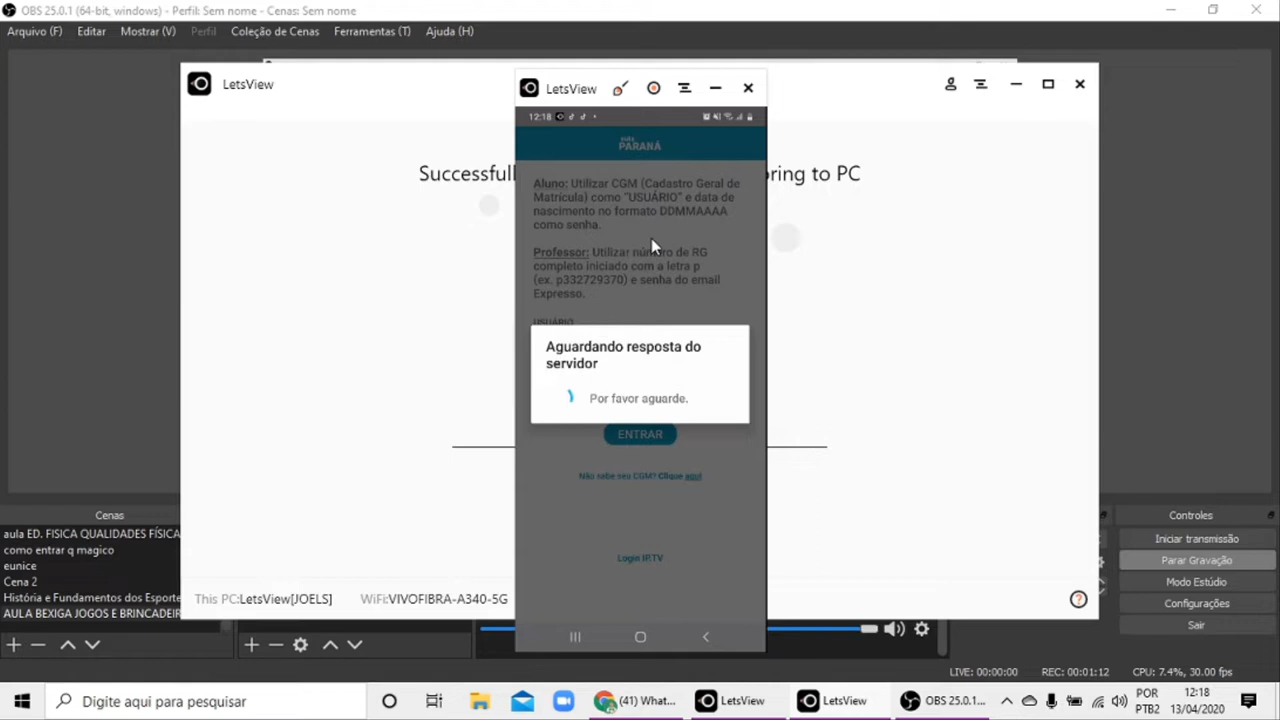 OBS 25.0.1 (64-bit, windows) - Perfil: Sem nome - Cenas: Sem nome
Arquivo (F) Editar Mostrar (V) Perfil Coleção de Cenas Ferramentas (T) Ajuda (H)
LetsView
LetsView
12:18
aula
PARANÁ
Successfull
ring to PC
Aluno: Utilizar CGM (Cadastro Geral de
Matrícula) como “USUÁRIO” e data de
nascimento no formato DDMMAAAA
como senha.
Professor: Utilizar número de RG
completo iniciado com a letra p
(ex. p332729370) e senha do email
Expresso.
USUÁRIO
Aguardando resposta do
servidor
Por favor aguarde.
ENTRAR
Não sabe seu CGM? Clique aqui
Login IP.TV
This PC:LetsView[JOELS] WiFi:VIVOFIBRA-A340-5G
Cenas
aula ED. FISICA QUALIDADES FÍSICA
como entrar q magico
eunice
Cena 2
História e Fundamentos dos Esporte
AULA BEXIGA JOGOS E BRINCADEIR
Controles
Iniciar transmissão
Parar Gravação
Modo Estúdio
Configurações
Sair
LIVE: 00:00:00 REC: 00:01:12 CPU: 7.4%, 30.00 fps
Digite aqui para pesquisar
(41) What...
LetsView
LetsView
OBS 25.0.1...
POR
PTB2
12:18
13/04/2020